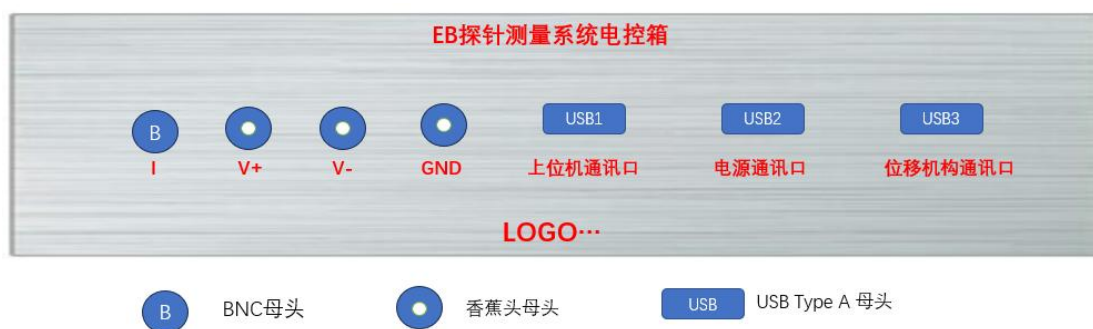 EB探针测量系统电控箱
B USB1 USB2 USB3
I V+ V- GND 上位机通讯口 电源通讯口 位移机构通讯口
LOGO…
B BNC母头 香蕉头母头 USB USB Type A 母头